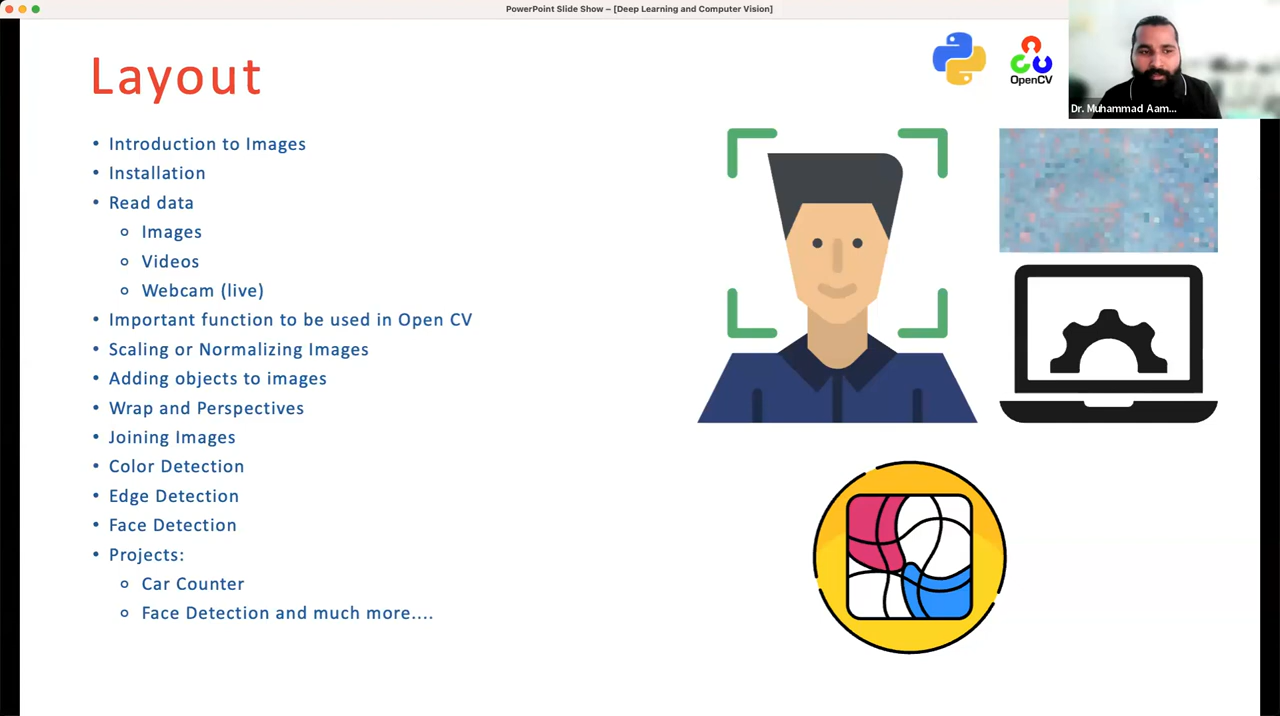 PowerPoint Slide Show – [Deep Learning and Computer Vision]
Layout
OpenCV
Dr. Muhammad Aam...
• Introduction to Images
• Installation
• Read data
Images
Videos
Webcam (live)
• Important function to be used in Open CV
• Scaling or Normalizing Images
• Adding objects to images
• Wrap and Perspectives
• Joining Images
• Color Detection
• Edge Detection
• Face Detection
• Projects:
Car Counter
Face Detection and much more....